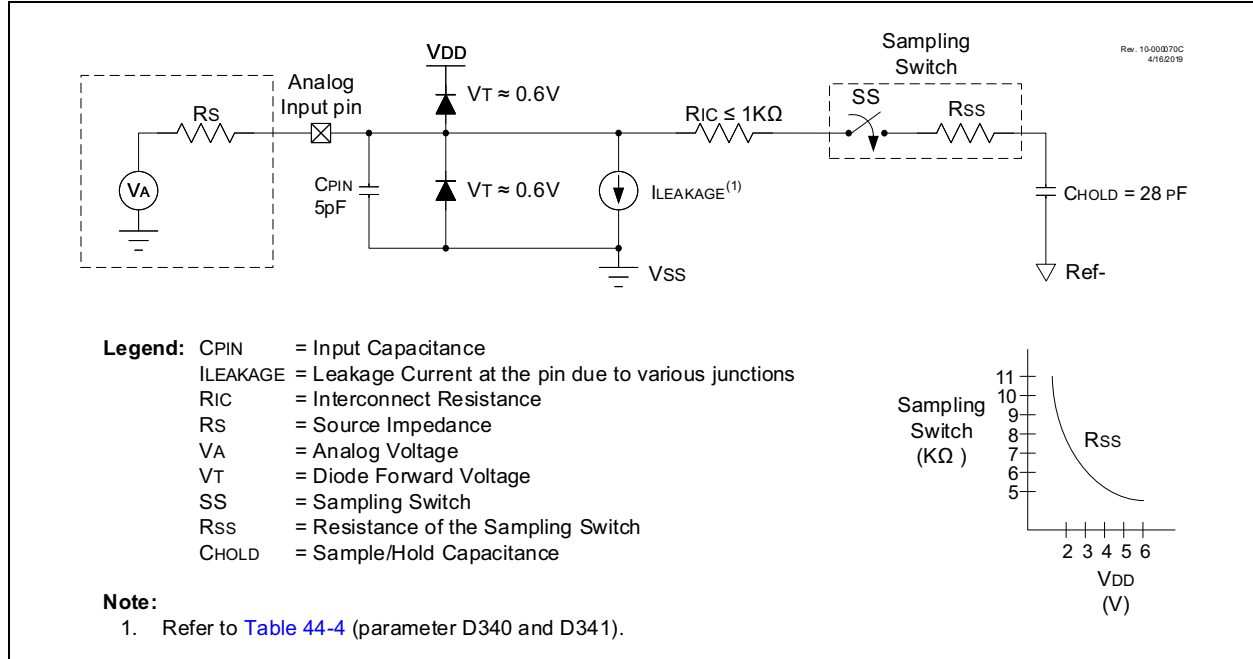 Rev. 10-000070C
4/16/2019
Sampling
Switch
VDD
Analog
Input pin
VT ≈ 0.6V
RS
RIC ≤ 1KΩ
SS
RSS
VA
CPIN
5pF
VT ≈ 0.6V
ILEAKAGE(1)
CHOLD = 28 PF
VSS
Ref-
Legend: CPIN = Input Capacitance
ILEAKAGE = Leakage Current at the pin due to various junctions
RIC = Interconnect Resistance
RS = Source Impedance
VA = Analog Voltage
VT = Diode Forward Voltage
SS = Sampling Switch
RSS = Resistance of the Sampling Switch
CHOLD = Sample/Hold Capacitance
Sampling
Switch
(KΩ )
11
10
9
8
7
6
5
RSS
2 3 4 5 6
VDD
(V)
Note:
1. Refer to Table 44-4 (parameter D340 and D341).